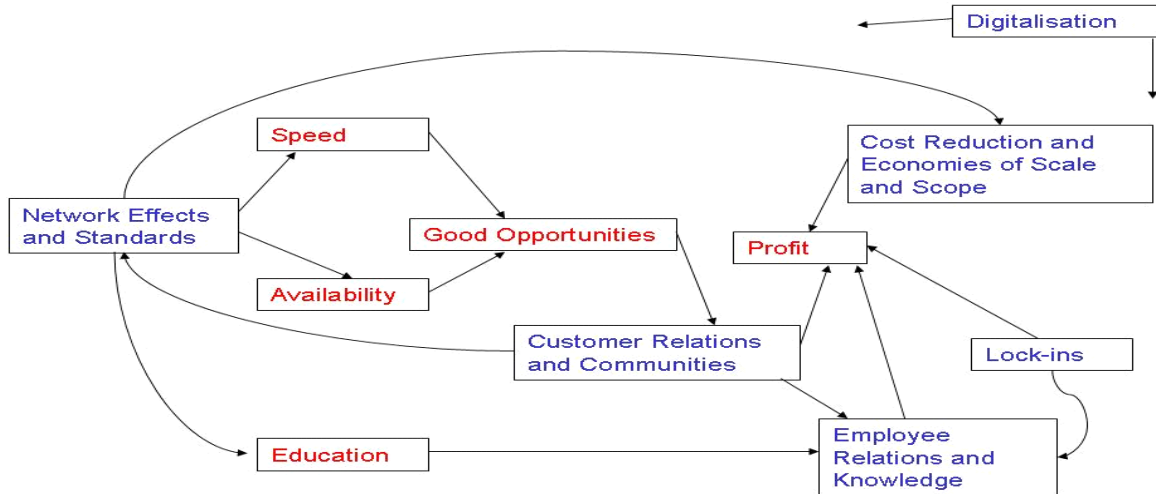 Digitalisation
Speed
Cost Reduction and
Economies of Scale
and Scope
Network Effects
and Standards
Good Opportunities
Profit
Availability
Customer Relations
and Communities
Lock-ins
Education
Employee
Relations and
Knowledge